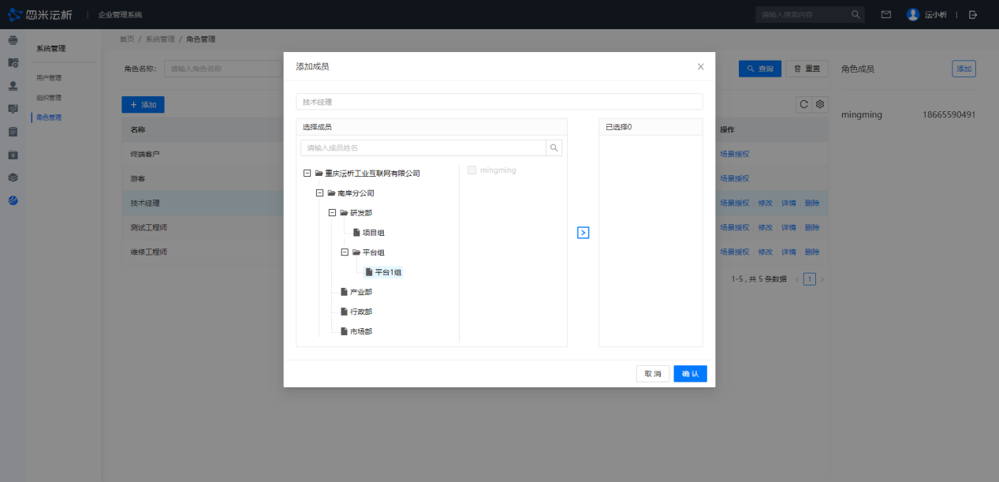 四米沄析 | 企业管理系统 请输入搜索内容 沄小析 |
系统管理
用户管理
组织管理
角色管理
首页 / 系统管理 / 角色管理
角色名称: 请输入角色名称
查询 重置
+ 添加
名称 操作
终端客户 场景授权
游客 场景授权
技术经理 场景授权 修改 详情 删除
测试工程师 场景授权 修改 详情 删除
维修工程师 场景授权 修改 详情 删除
1-5 , 共 5 条数据 < 1 >
角色成员 添加
mingming 18665590491
添加成员
技术经理
选择成员
请输入成员姓名
重庆沄析工业互联网有限公司
南岸分公司
研发部
项目组
平台组
平台1组
产业部
行政部
市场部
mingming
已选择0
取 消 确 认